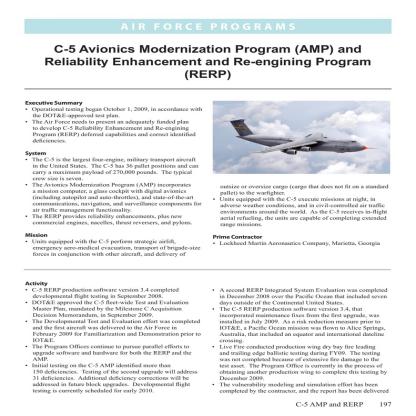 AIR FORCE PROGRAMS
C-5 Avionics Modernization Program (AMP) and
Reliability Enhancement and Re-engining Program
(RERP)
Executive Summary
• Operational testing began October 1, 2009, in accordance with
the DOT&E-approved test plan.
• The Air Force needs to present an adequately funded plan
to develop C-5 Reliability Enhancement and Re-engining
Program (RERP) deferred capabilities and correct identified
deficiencies.
System
• The C-5 is the largest four-engine, military transport aircraft
in the United States. The C-5 has 36 pallet positions and can
carry a maximum payload of 270,000 pounds. The typical
crew size is seven.
• The Avionics Modernization Program (AMP) incorporates
a mission computer, a glass cockpit with digital avionics
(including autopilot and auto-throttles), and state-of-the-art
communications, navigation, and surveillance components for
air traffic management functionality.
• The RERP provides reliability enhancements, plus new
commercial engines, nacelles, thrust reversers, and pylons.
Mission
• Units equipped with the C-5 perform strategic airlift,
emergency aero-medical evacuation, transport of brigade-size
forces in conjunction with other aircraft, and delivery of
outsize or oversize cargo (cargo that does not fit on a standard
pallet) to the warfighter.
• Units equipped with the C-5 execute missions at night, in
adverse weather conditions, and in civil-controlled air traffic
environments around the world. As the C-5 receives in-flight
aerial refueling, the units are capable of completing extended
range missions.
Prime Contractor
• Lockheed Martin Aeronautics Company, Marietta, Georgia
Activity
• C-5 RERP production software version 3.4 completed
developmental flight testing in September 2008.
• DOT&E approved the C-5 fleet-wide Test and Evaluation
Master Plan, mandated by the Milestone C Acquisition
Decision Memorandum, in September 2009.
• The Developmental Test and Evaluation effort was completed
and the first aircraft was delivered to the Air Force in
February 2009 for Familiarization and Demonstration prior to
IOT&E.
• The Program Offices continue to pursue parallel efforts to
upgrade software and hardware for both the RERP and the
AMP.
• Initial testing on the C-5 AMP identified more than
150 deficiencies. Testing of the second upgrade will address
31 deficiencies. Additional deficiency corrections will be
addressed in future block upgrades. Developmental flight
testing is currently scheduled for early 2010.
• A second RERP Integrated System Evaluation was completed
in December 2008 over the Pacific Ocean that included seven
days outside of the Continental United States.
• The C-5 RERP production software version 3.4, that
incorporated maintenance fixes from the first upgrade, was
installed in July 2009. As a risk reduction measure prior to
IOT&E, a Pacific Ocean mission was flown to Alice Springs,
Australia, that included an equator and international dateline
crossing.
• Live Fire conducted production wing dry bay fire leading
and trailing edge ballistic testing during FY09. The testing
was not completed because of extensive fire damage to the
test asset. The Program Office is currently in the process of
obtaining another production wing to complete this testing by
December 2009.
• The vulnerability modeling and simulation effort has been
completed by the contractor, and the report has been delivered
C-5 AMP and RERP 197